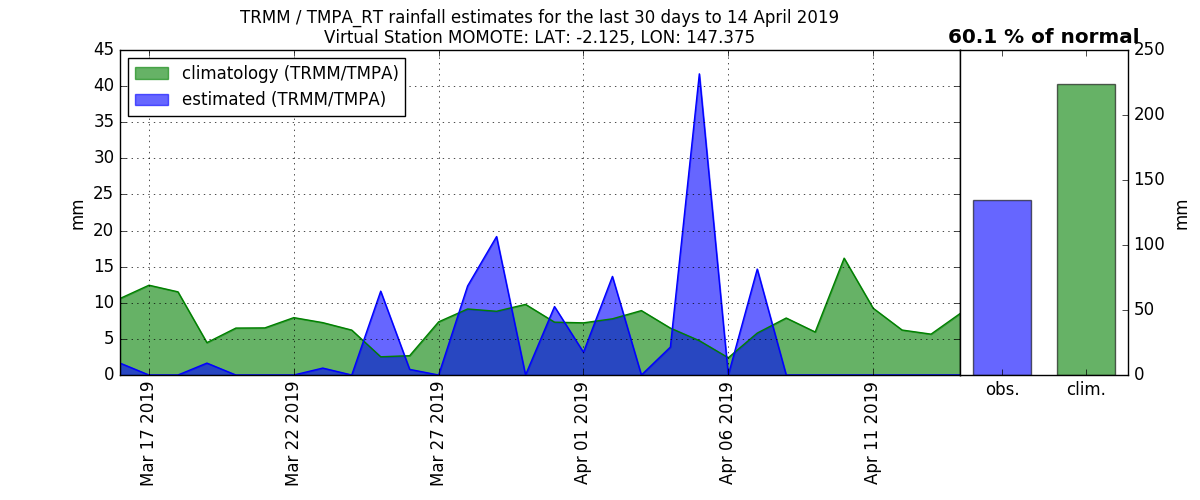 TRMM / TMPA_RT rainfall estimates for the last 30 days to 14 April 2019
Virtual Station MOMOTE: LAT: -2.125, LON: 147.375
60.1 % of normal
climatology (TRMM/TMPA)
estimated (TRMM/TMPA)
45
40
35
30
25
20
15
10
5
0
mm
Mar 17 2019
Mar 22 2019
Mar 27 2019
Apr 01 2019
Apr 06 2019
Apr 11 2019
250
200
150
100
50
0
mm
obs.
clim.